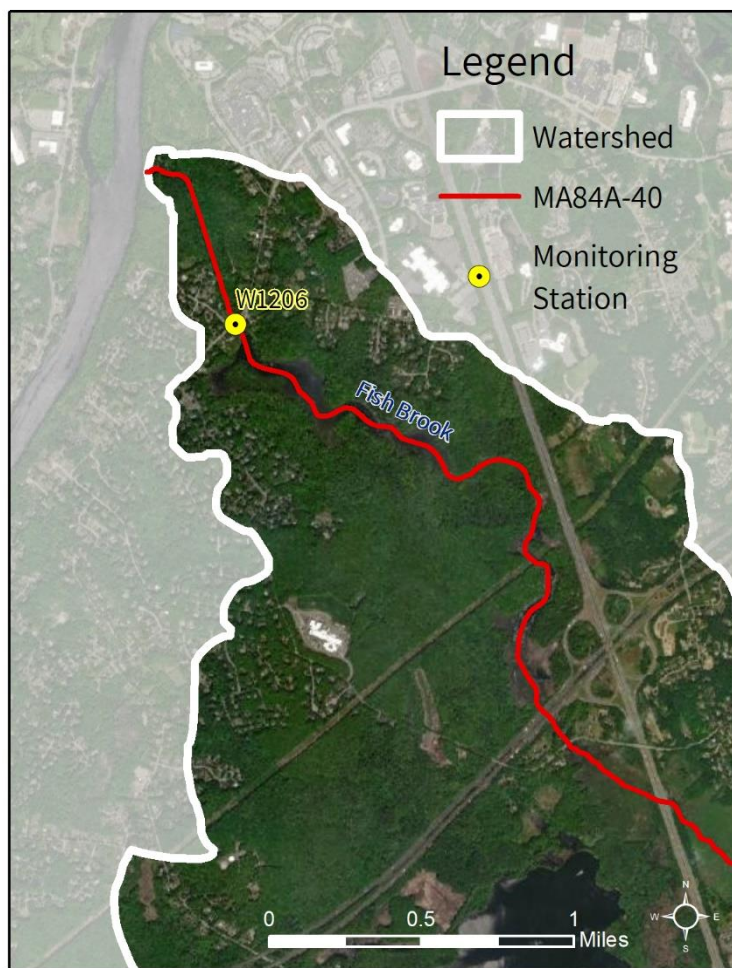 Legend
Watershed
MA84A-40
Monitoring
Station
W1206
Fish Brook
0 0.5 1
Miles
N
W E
S